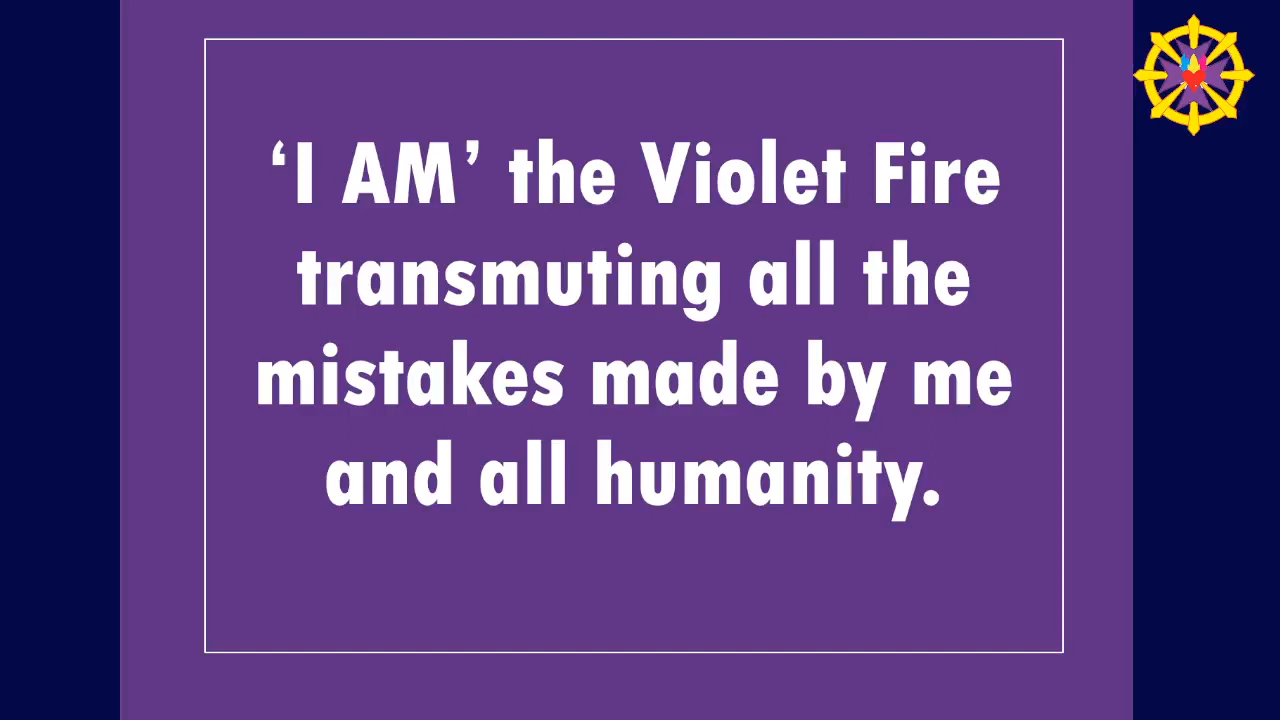 ‘I AM’ the Violet Fire
transmuting all the
mistakes made by me
and all humanity.